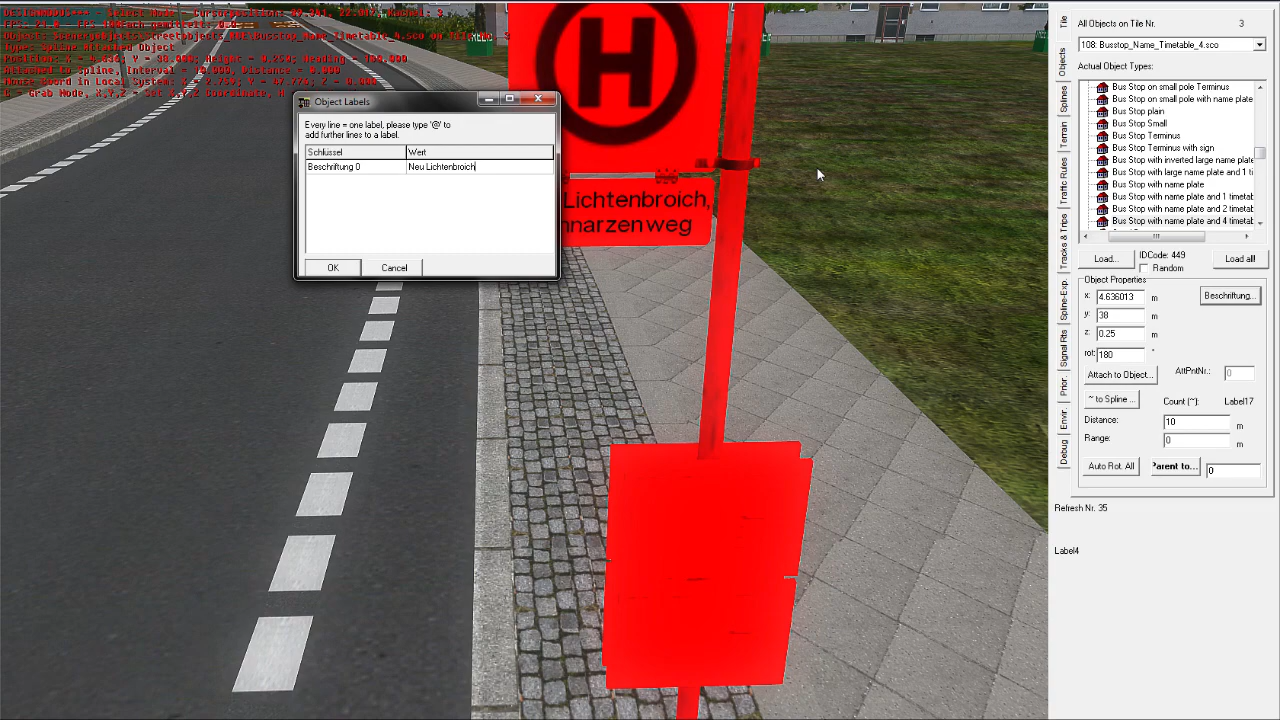 Object Labels
Every line = one label, please type '@' to
add further lines to a label.
Schlüssel Wert
Beschriftung 0 Neu Lichtenbroich
OK Cancel
H
Lichtenbroich,
nnarzenweg
Type: Spline Attached Object
All Objects on Tile Nr. 3
108: Busstop_Name_Timetable_4.sco
Actual Object Types:
Bus Stop on small pole Terminus
Bus Stop on small pole with name plate
Bus Stop plain
Bus Stop Small
Bus Stop Terminus
Bus Stop Terminus with sign
Bus Stop with inverted large name plate
Bus Stop with large name plate and 1 ti
Bus Stop with name plate
Bus Stop with name plate and 1 timetab
Bus Stop with name plate and 2 timetab
Bus Stop with name plate and 4 timetab
Load... IDCode: 449 Load all!
Random
Object Properties
x: 4.636013 m Beschriftung...
y: 38 m
z: 0.25 m
rot: 180 °
Attach to Object... AttPntNr.: 0
~ to Spline ... Count (~): Label17
Distance: 10 m
Range: 0 m
Auto Rot. All Parent to... 0
Refresh Nr. 35
Label4
Tile
Objects
Splines
Terrain
Traffic Rules
Tracks & Trips
Spline-Exp.
Signal Rts
Prior.
Envir.
Debug